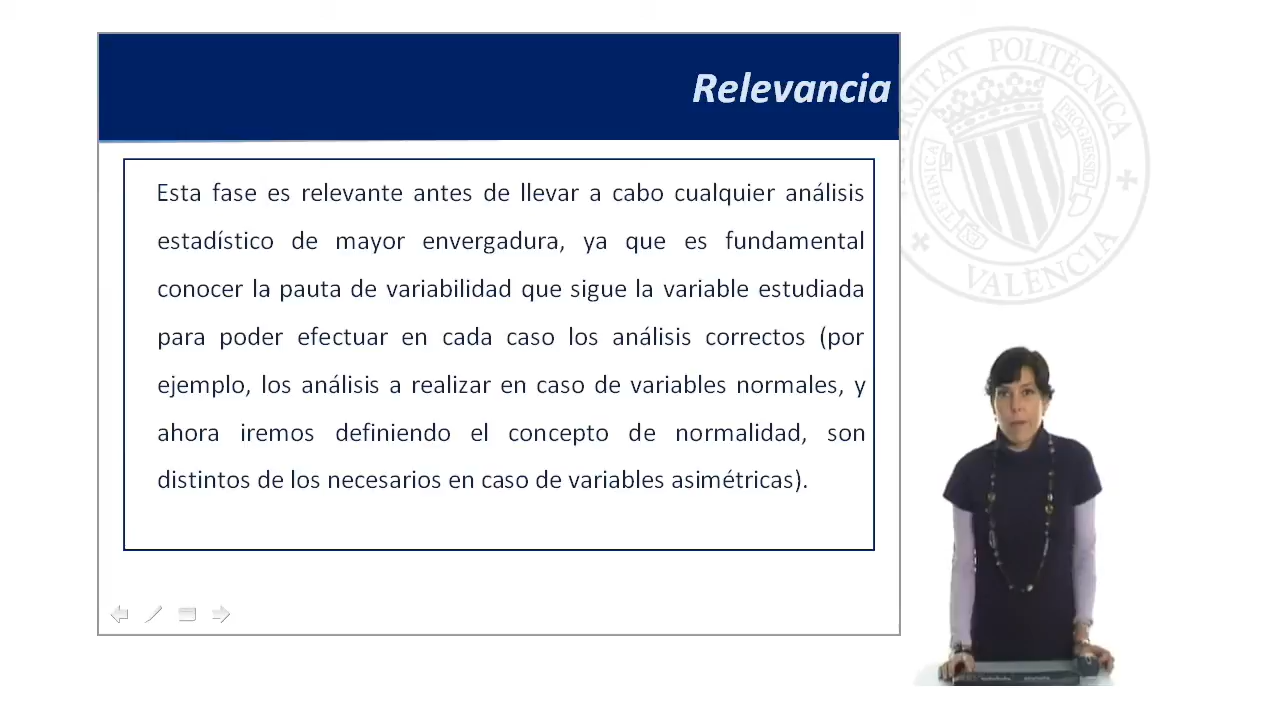 Relevancia
Esta fase es relevante antes de llevar a cabo cualquier análisis
estadístico de mayor envergadura, ya que es fundamental
conocer la pauta de variabilidad que sigue la variable estudiada
para poder efectuar en cada caso los análisis correctos (por
ejemplo, los análisis a realizar en caso de variables normales, y
ahora iremos definiendo el concepto de normalidad, son
distintos de los necesarios en caso de variables asimétricas).
POLITÈCNICA
VALÈNCIA